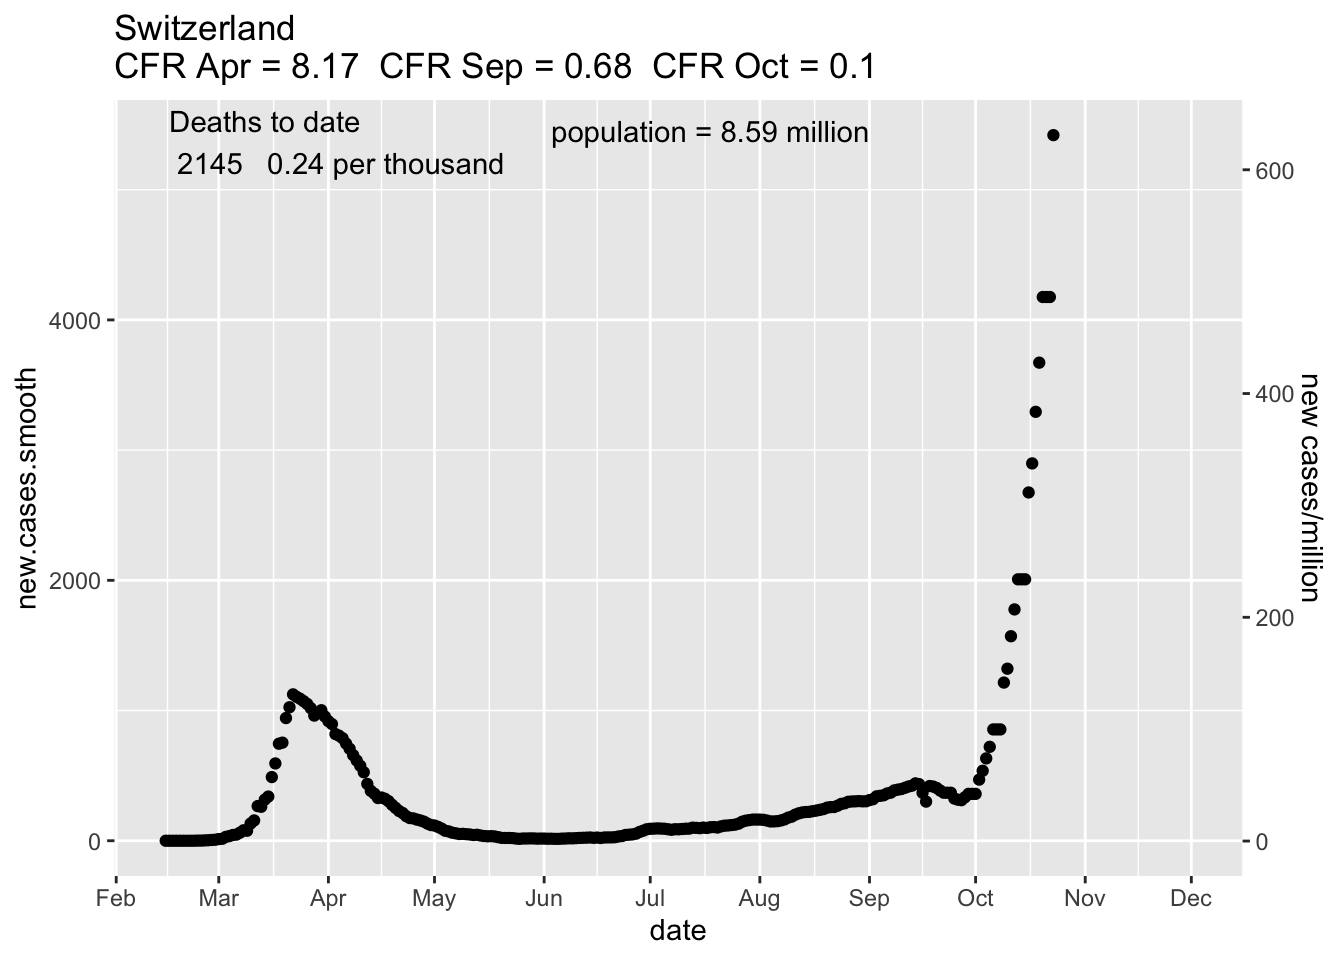 Switzerland
CFR Apr = 8.17  CFR Sep = 0.68  CFR Oct = 0.1
Deaths to date
2145   0.24 per thousand
population = 8.59 million
new.cases.smooth
4000
2000
0
600
400
200
0
new cases/million
Feb Mar Apr May Jun Jul Aug Sep Oct Nov Dec
date